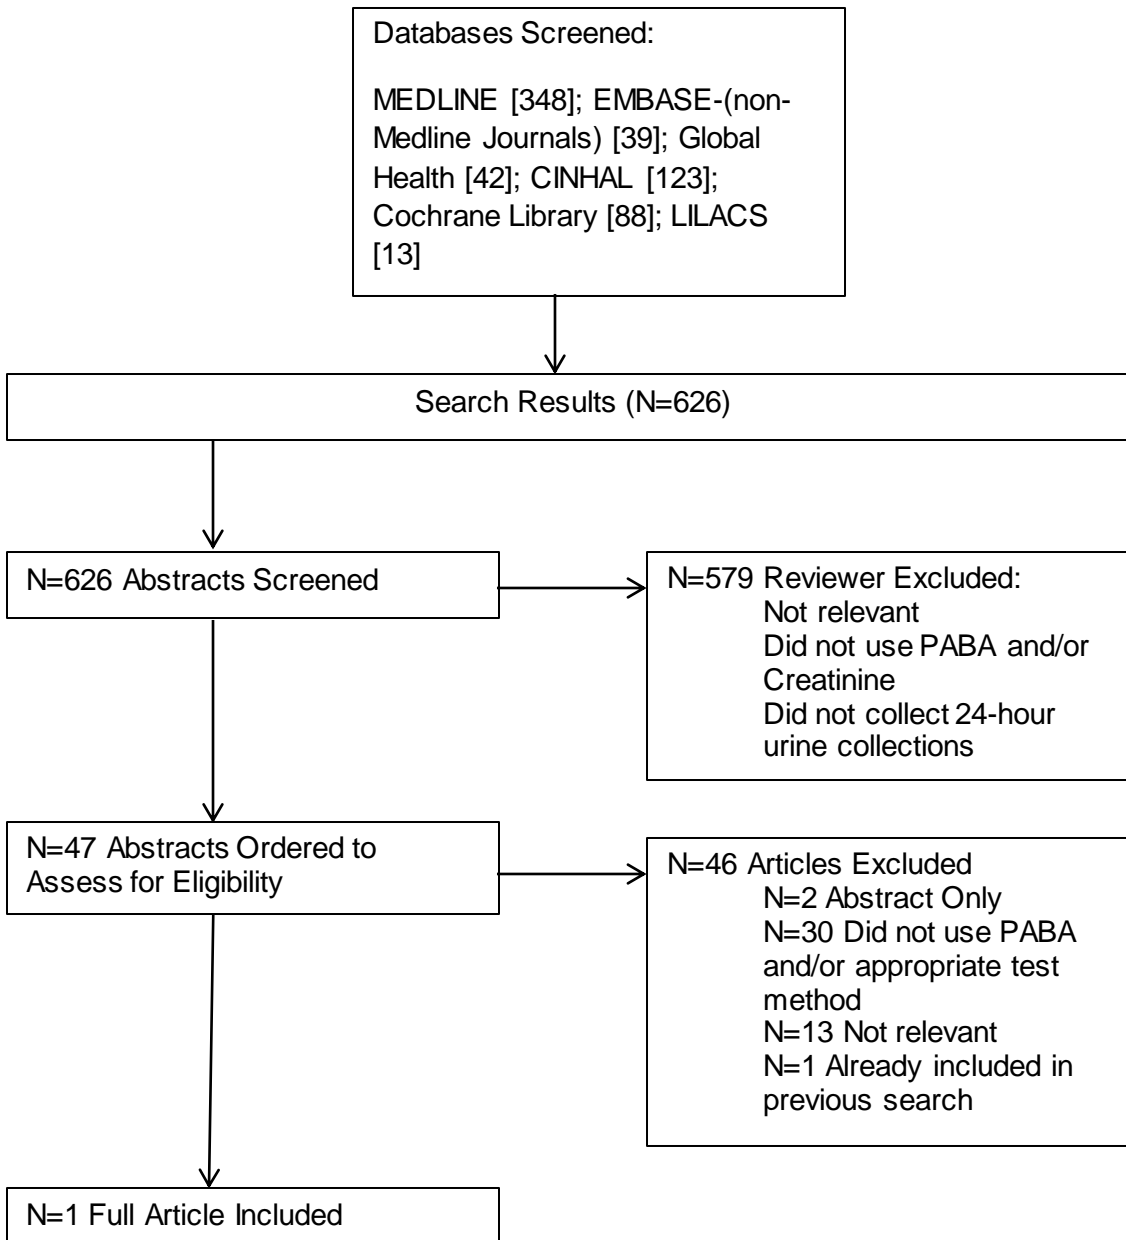 Databases Screened:
MEDLINE [348]; EMBASE-(non-
Medline Journals) [39]; Global
Health [42]; CINHAL [123];
Cochrane Library [88]; LILACS
[13]
Search Results (N=626)
N=626 Abstracts Screened
N=579 Reviewer Excluded:
Not relevant
Did not use PABA and/or
Creatinine
Did not collect 24-hour
urine collections
N=47 Abstracts Ordered to
Assess for Eligibility
N=46 Articles Excluded
N=2 Abstract Only
N=30 Did not use PABA
and/or appropriate test
method
N=13 Not relevant
N=1 Already included in
previous search
N=1 Full Article Included